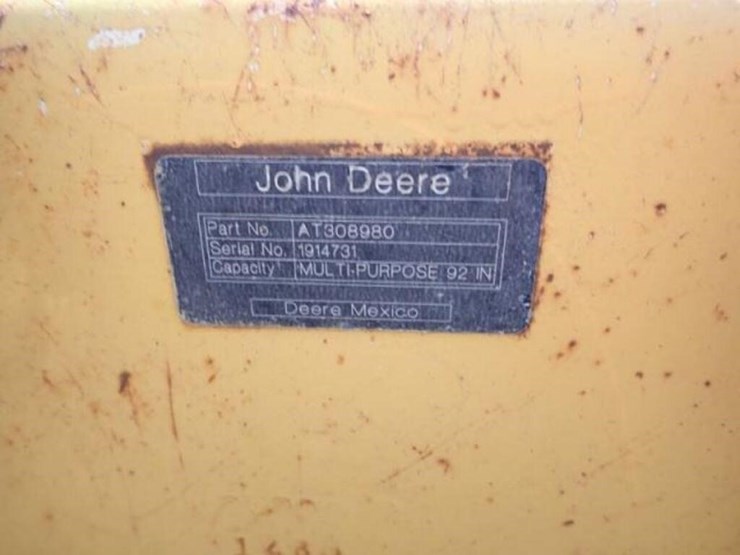 John Deere
Part No. AT308980
Serial No. 1914731
Capacity MULTI-PURPOSE 92 IN
Deere Mexico